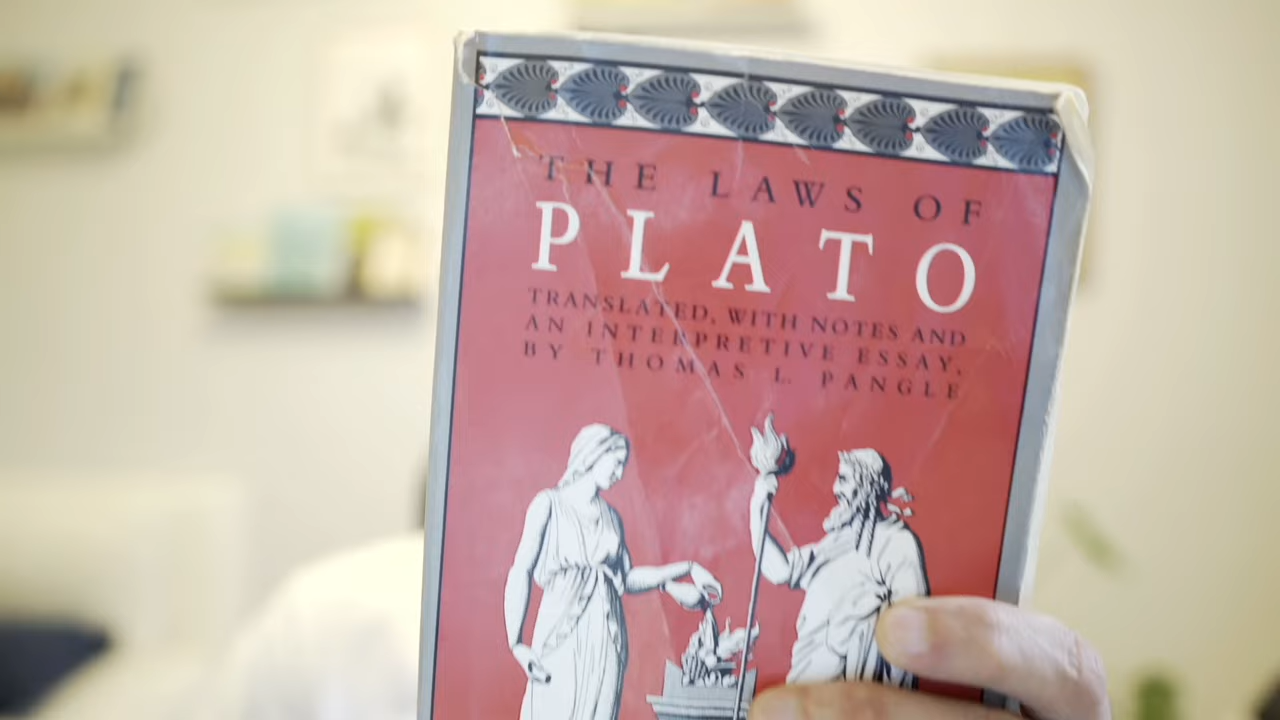 THE LAWS OF
PLATO
TRANSLATED, WITH NOTES AND
AN INTERPRETIVE ESSAY,
BY THOMAS L. PANGLE